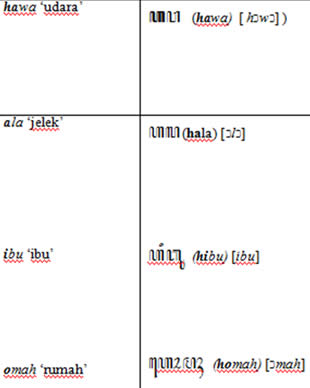 hawa ‘udara’ ꦲꦮ (hawa) [ hɔwɔ] )
ala ‘jelek’ ꦲꦭ (hala) [ɔlɔ]
ibu ‘ibu’ ꦲꦶꦧꦸ (hibu) [ibu]
omah ‘rumah’ ꦲꦺꦴꦩꦃ (homah) [ɔmah]